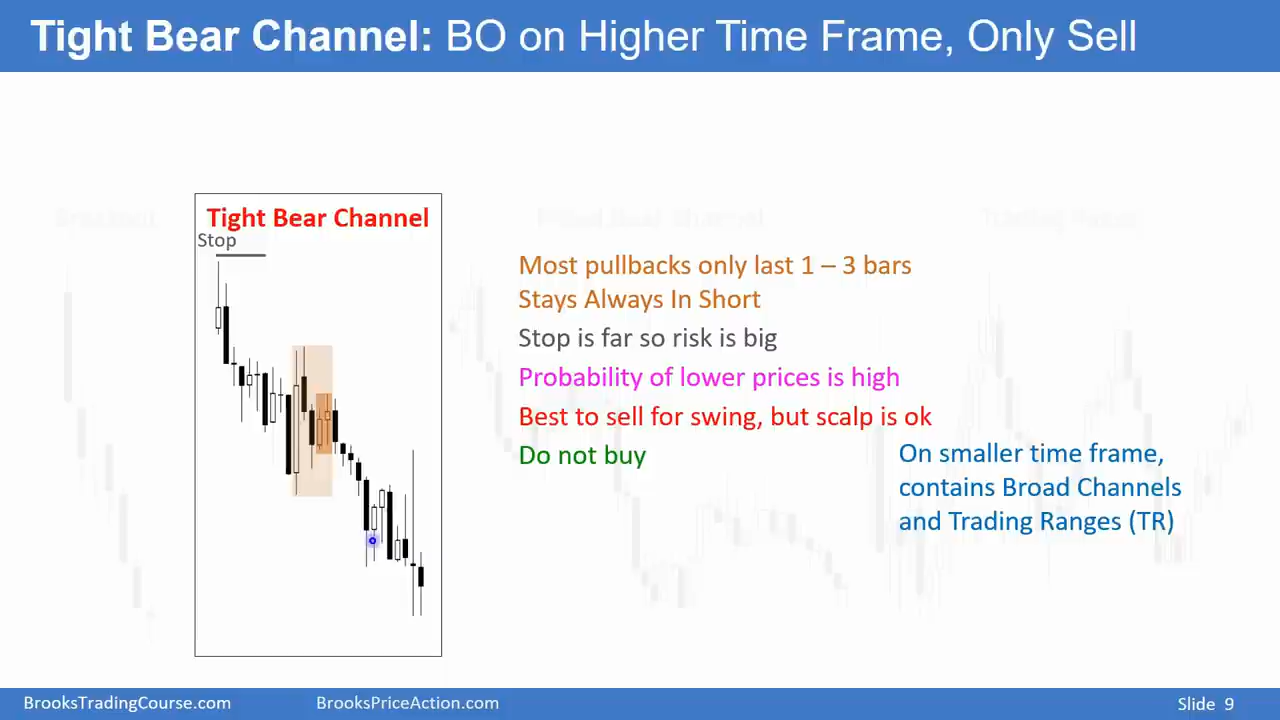 Tight Bear Channel: BO on Higher Time Frame, Only Sell
Tight Bear Channel
Stop
Most pullbacks only last 1 – 3 bars
Stays Always In Short
Stop is far so risk is big
Probability of lower prices is high
Best to sell for swing, but scalp is ok
Do not buy
On smaller time frame,
contains Broad Channels
and Trading Ranges (TR)
BrooksTradingCourse.com
BrooksPriceAction.com
Slide 9